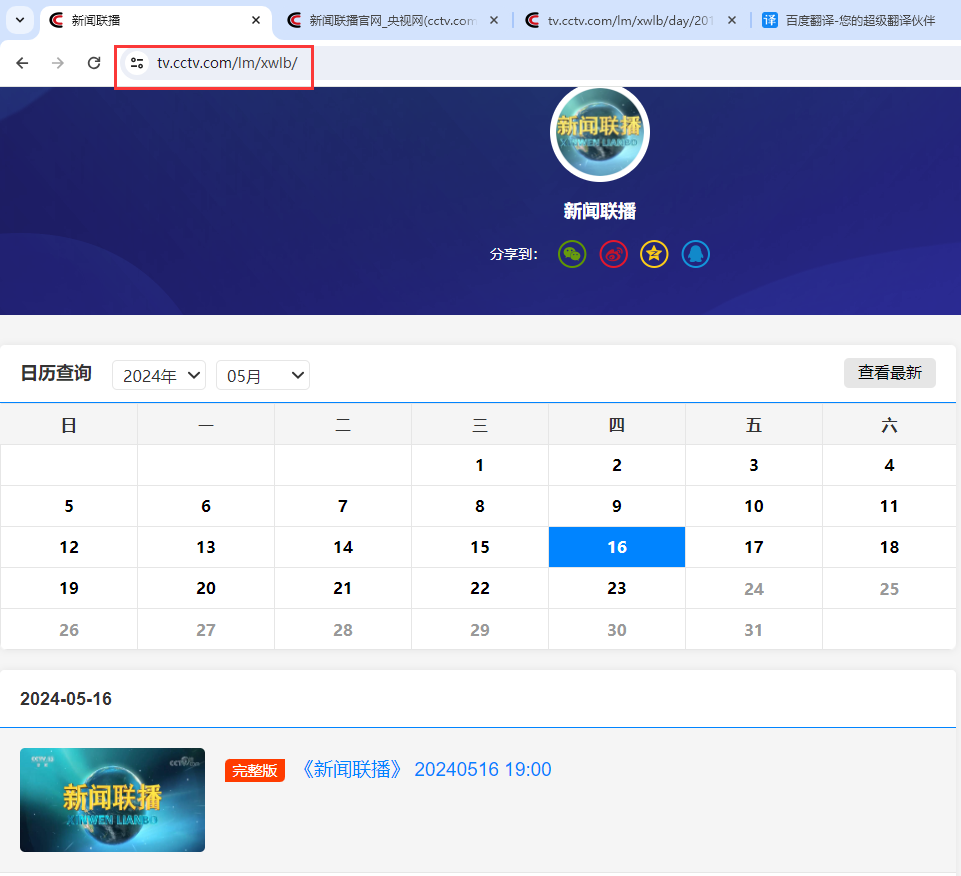 新闻联播
新闻联播官网_央视网(cctv.com
tv.cctv.com/lm/xwlb/day/201
译
百度翻译-您的超级翻译伙伴
tv.cctv.com/lm/xwlb/
新闻联播
XINWEN LIANBO
新闻联播
分享到：
日历查询 2024年 05月 查看最新
日 一 二 三 四 五 六
1 2 3 4
5 6 7 8 9 10 11
12 13 14 15 16 17 18
19 20 21 22 23 24 25
26 27 28 29 30 31
2024-05-16
新闻联播
XINWEN LIANBO
完整版 《新闻联播》 20240516 19:00